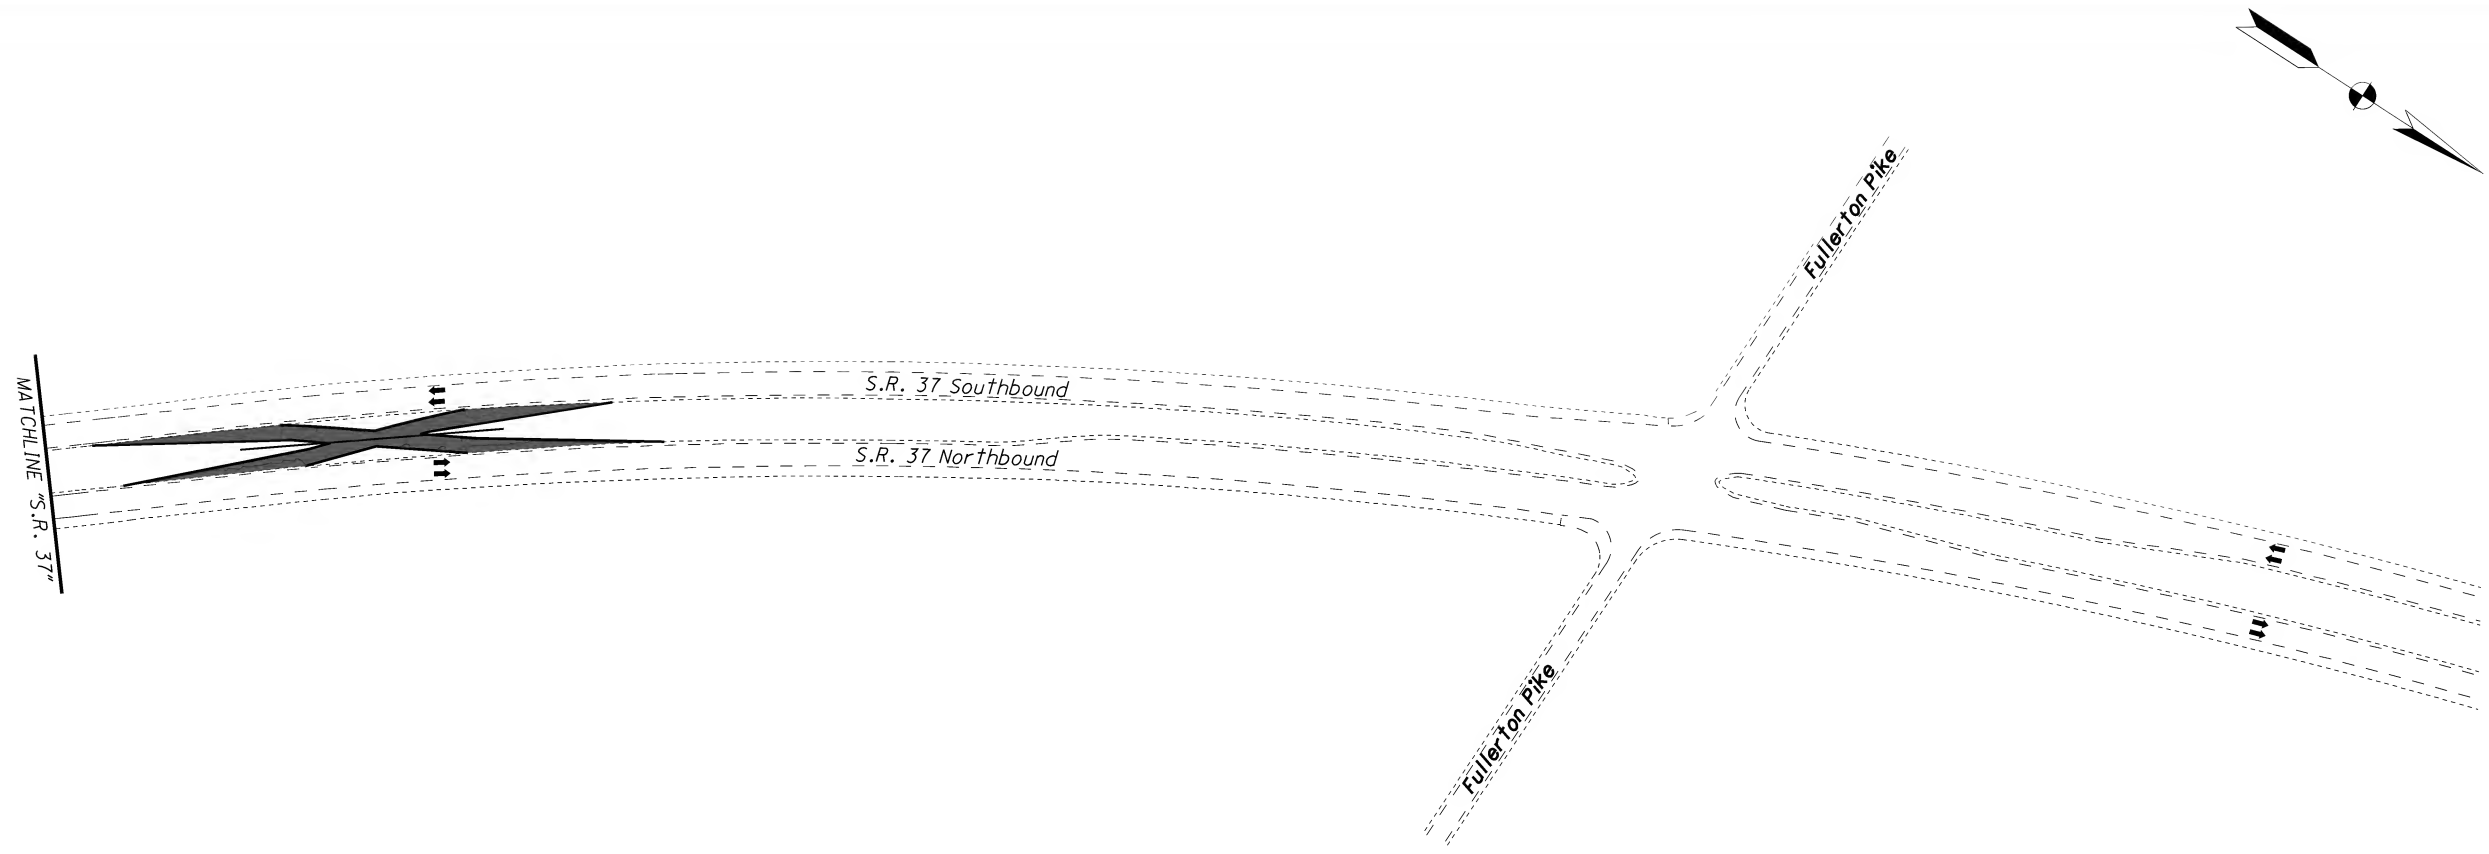 Fullerton Pike
MATCHLINE "S.R. 37"
S.R. 37 Southbound
S.R. 37 Northbound
Fullerton Pike